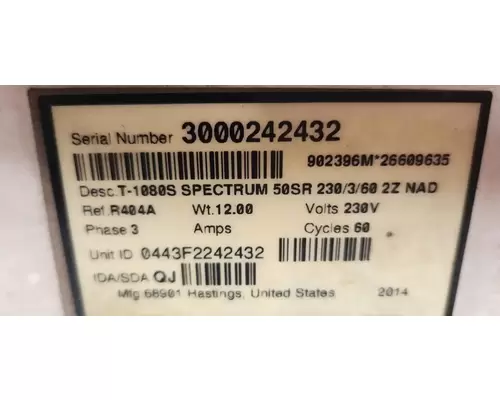 Serial Number 3000242432
902396M*26609635
Desc.T-1080S SPECTRUM 50SR 230/3/60 2Z NAD
Ref.R404A Wt.12.00 Volts 230V
Phase 3 Amps Cycles 60
Unit ID 0443F2242432
IDA/SDA QJ
Mfg 68901 Hastings, United States 2014